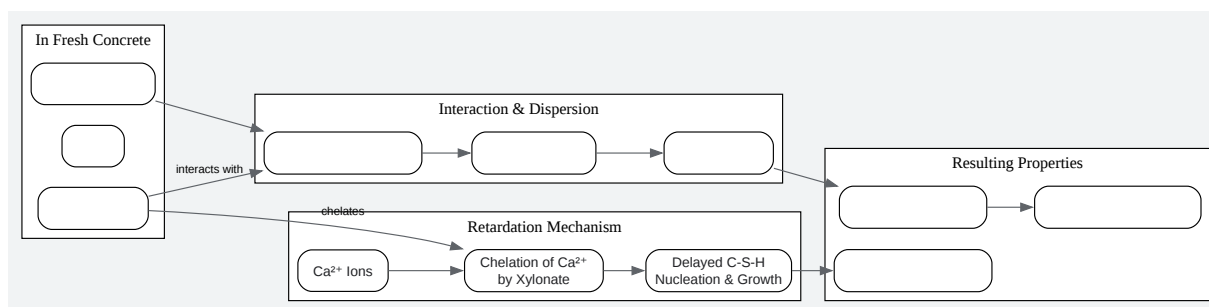 In Fresh Concrete
Interaction & Dispersion
interacts with
Resulting Properties
chelates
Retardation Mechanism
Ca²⁺ Ions
Chelation of Ca²⁺
by Xylonate
Delayed C-S-H
Nucleation & Growth